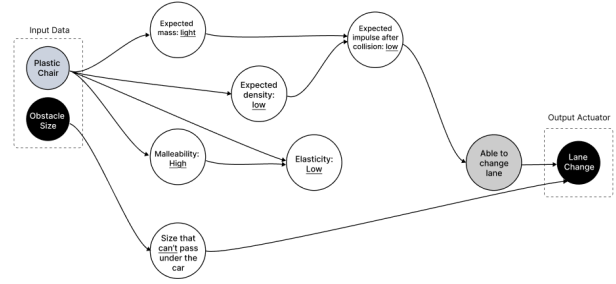 Input Data
Plastic
Chair
Obstacle
Size
Expected
mass: light
Expected
density:
low
Malleability:
High
Elasticity:
Low
Size that
can't pass
under the
car
Expected
impulse after
collision: low
Able to
change
lane
Output Actuator
Lane
Change